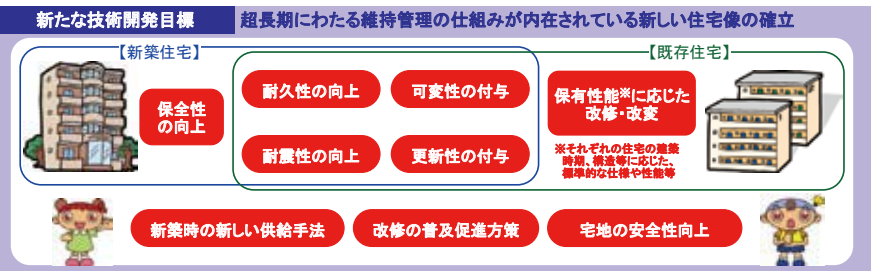 新たな技術開発目標
超長期にわたる維持管理の仕組みが内在されている新しい住宅像の確立
【新築住宅】
【既存住宅】
保全性
の向上
耐久性の向上
可変性の付与
耐震性の向上
更新性の付与
保有性能※に応じた
改修・改変
※それぞれの住宅の建築
時期、構造等に応じた、
標準的な仕様や性能等
新築時の新しい供給手法
改修の普及促進方策
宅地の安全性向上